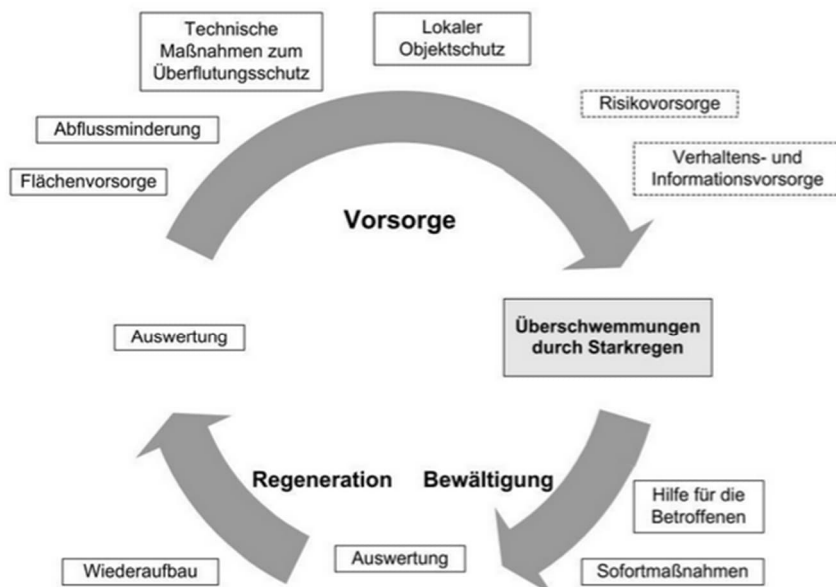 Technische
Maßnahmen zum
Überflutungsschutz
Lokaler
Objektschutz
Risikovorsorge
Abflussminderung
Verhaltens- und
Informationsvorsorge
Flächenvorsorge
Vorsorge
Überschwemmungen
durch Starkregen
Auswertung
Regeneration
Bewältigung
Hilfe für die
Betroffenen
Auswertung
Wiederaufbau
Sofortmaßnahmen